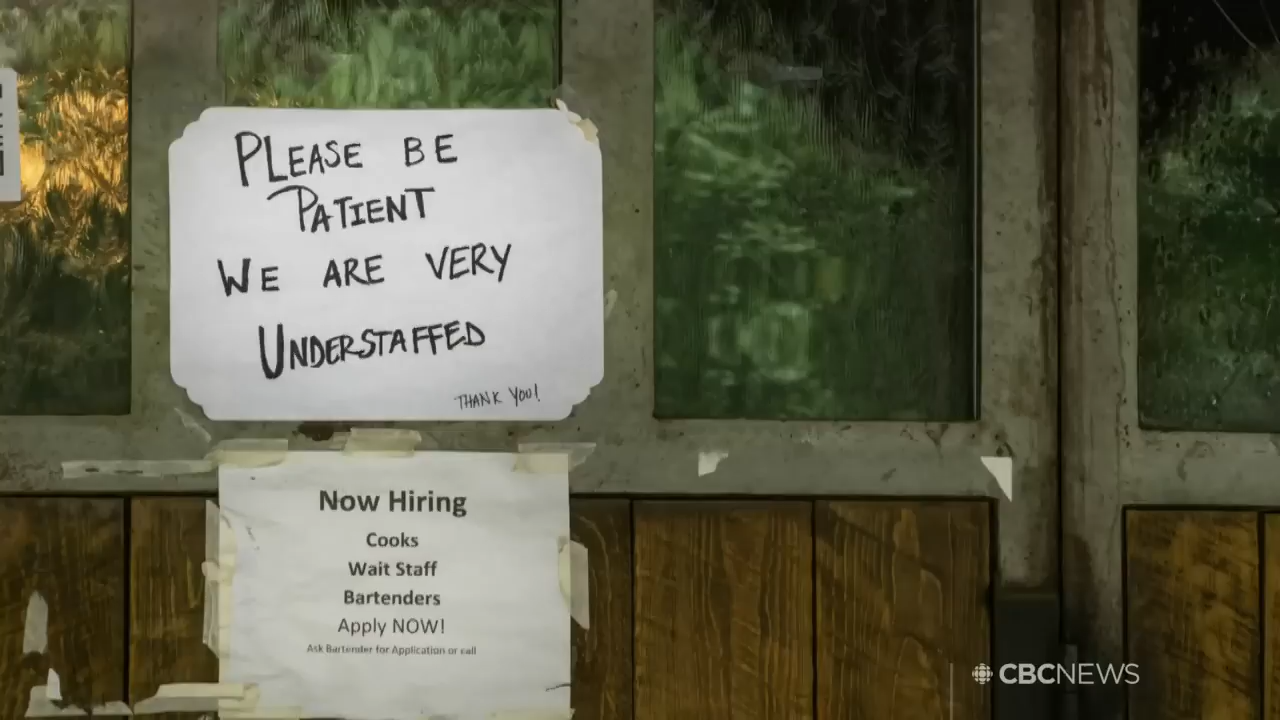 PLEASE BE
PATIENT
WE ARE VERY
UNDERSTAFFED
THANK YOU!
Now Hiring
Cooks
Wait Staff
Bartenders
Apply NOW!
Ask Bartender for Application or call
CBCNEWS